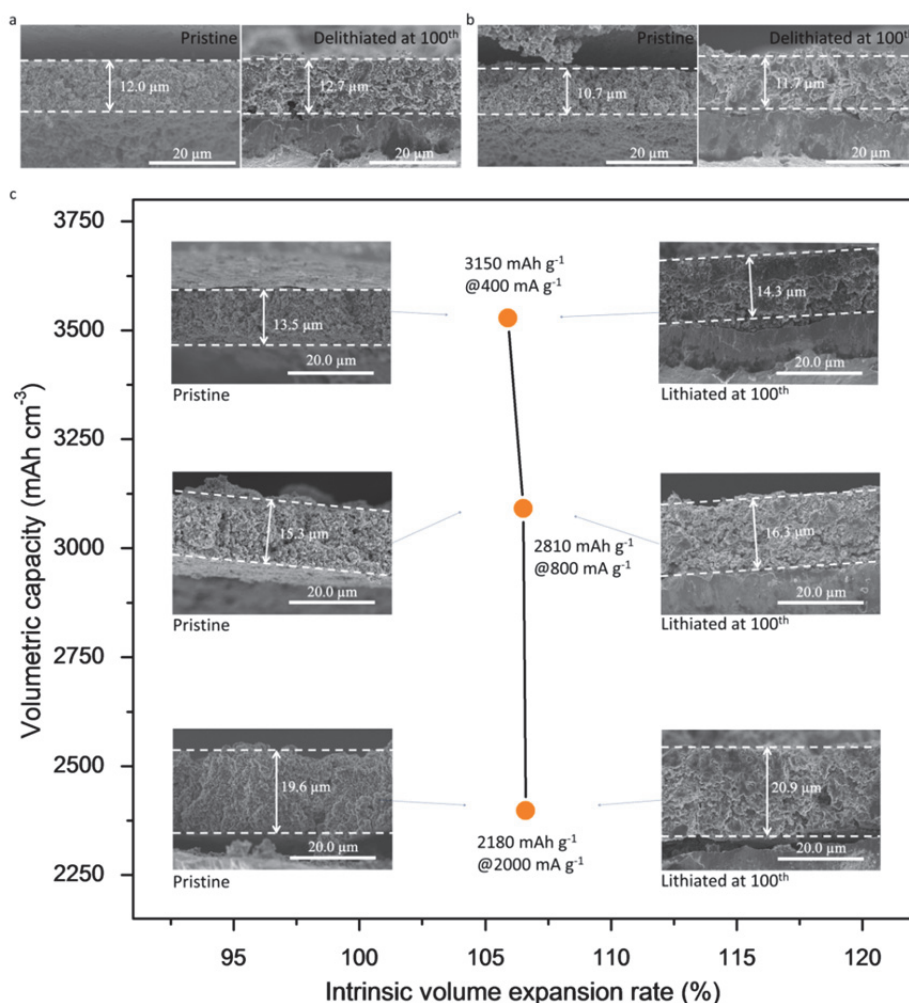 a
Pristine
12.0 µm
20 µm
Delithiated at 100th
12.7 µm
20 µm
b
Pristine
10.7 µm
20 µm
Delithiated at 100th
11.7 µm
20 µm
c
Volumetric capacity (mAh cm-3)
3750
3500
3250
3000
2750
2500
2250
13.5 µm
20.0 µm
Pristine
3150 mAh g-1
@400 mA g-1
14.3 µm
20.0 µm
Lithiated at 100th
15.3 µm
20.0 µm
Pristine
2810 mAh g-1
@800 mA g-1
16.3 µm
20.0 µm
Lithiated at 100th
19.6 µm
20.0 µm
Pristine
2180 mAh g-1
@2000 mA g-1
20.9 µm
20.0 µm
Lithiated at 100th
95
100
105
110
115
120
Intrinsic volume expansion rate (%)